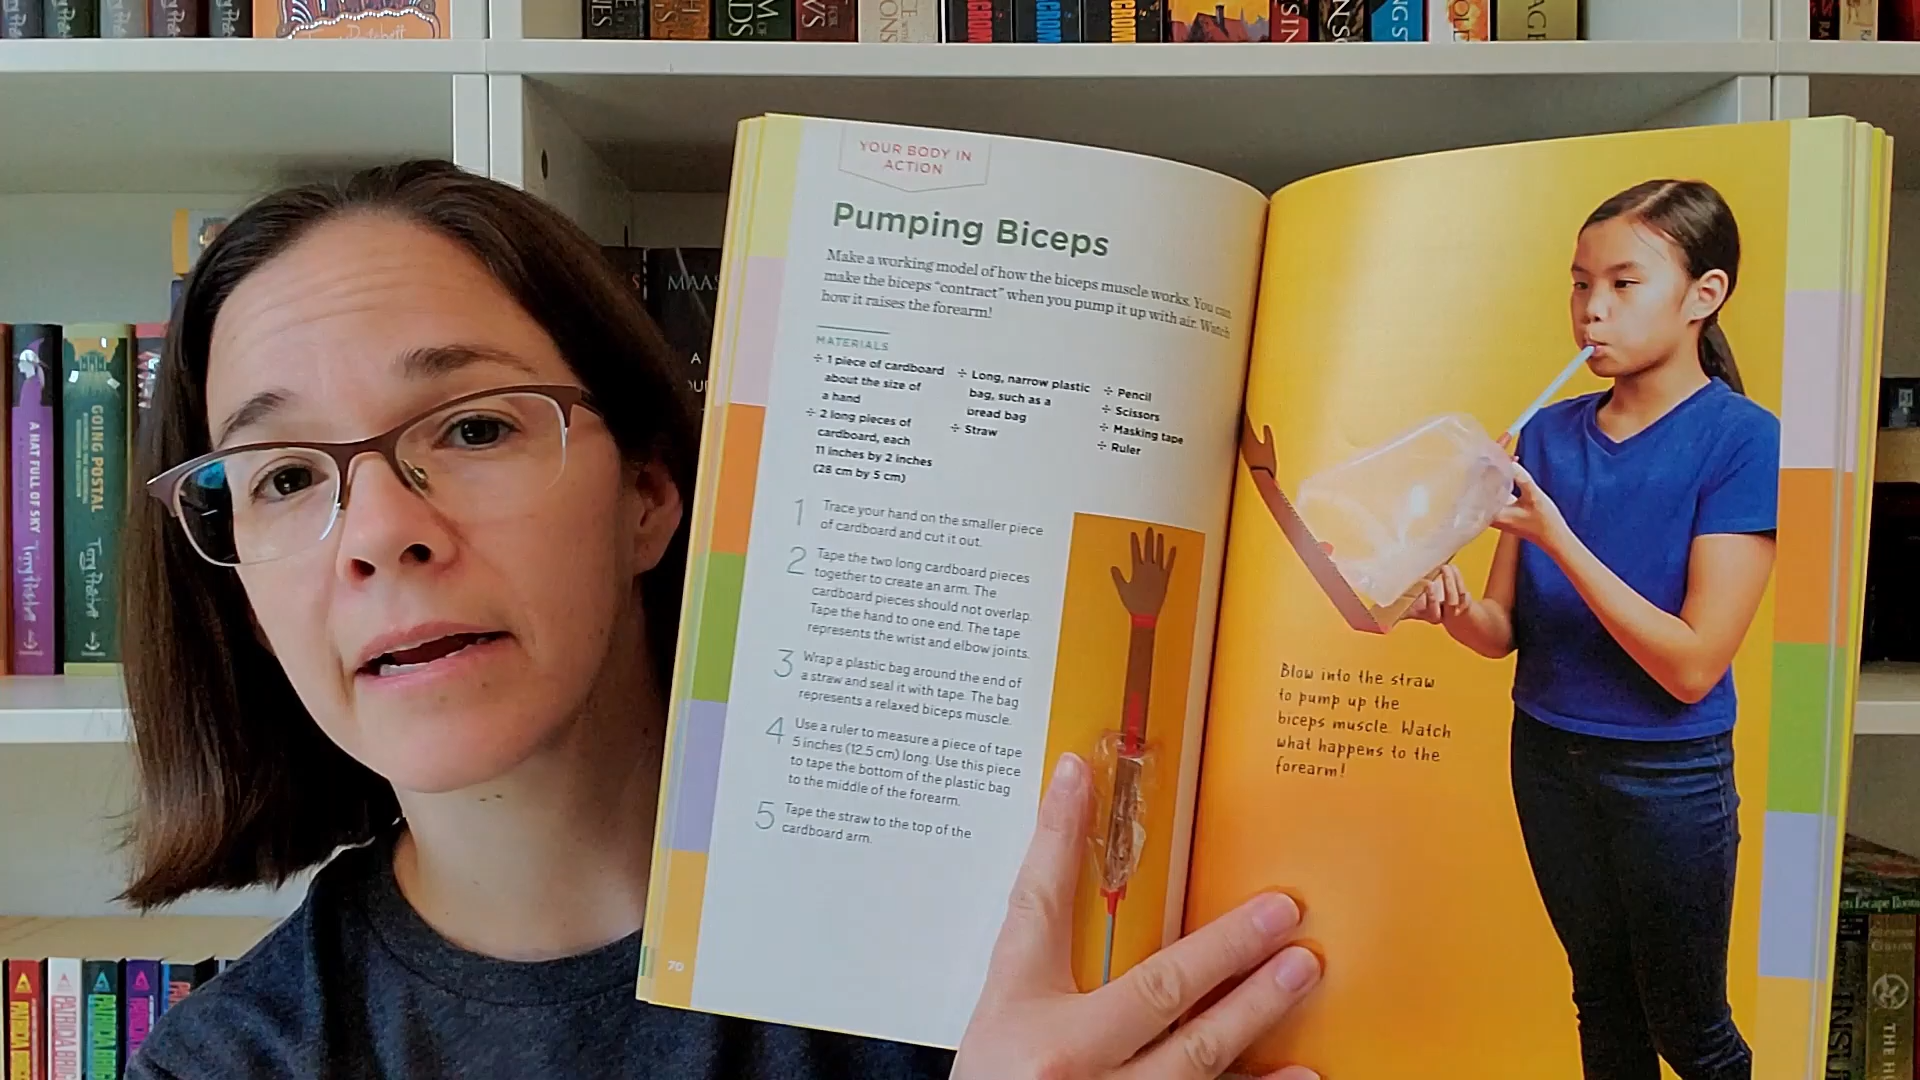 YOUR BODY IN
ACTION
Pumping Biceps
Make a working model of how the biceps muscle works. You can
make the biceps “contract” when you pump it up with air. Watch
how it raises the forearm!
MATERIALS
÷ 1 piece of cardboard
about the size of
a hand
÷ 2 long pieces of
cardboard, each
11 inches by 2 inches
(28 cm by 5 cm)
÷ Long, narrow plastic
bag, such as a
bread bag
÷ Straw
÷ Pencil
÷ Scissors
÷ Masking tape
÷ Ruler
1 Trace your hand on the smaller piece
of cardboard and cut it out.
2 Tape the two long cardboard pieces
together to create an arm. The
cardboard pieces should not overlap.
Tape the hand to one end. The tape
represents the wrist and elbow joints.
3 Wrap a plastic bag around the end of
a straw and seal it with tape. The bag
represents a relaxed biceps muscle.
4 Use a ruler to measure a piece of tape
5 inches (12.5 cm) long. Use this piece
to tape the bottom of the plastic bag
to the middle of the forearm.
5 Tape the straw to the top of the
cardboard arm.
70
Blow into the straw
to pump up the
biceps muscle. Watch
what happens to the
forearm!
A HAT FULL OF SKY
GOING POSTAL
Terry Pratchett
MAAS
A
PATRICIA
THE